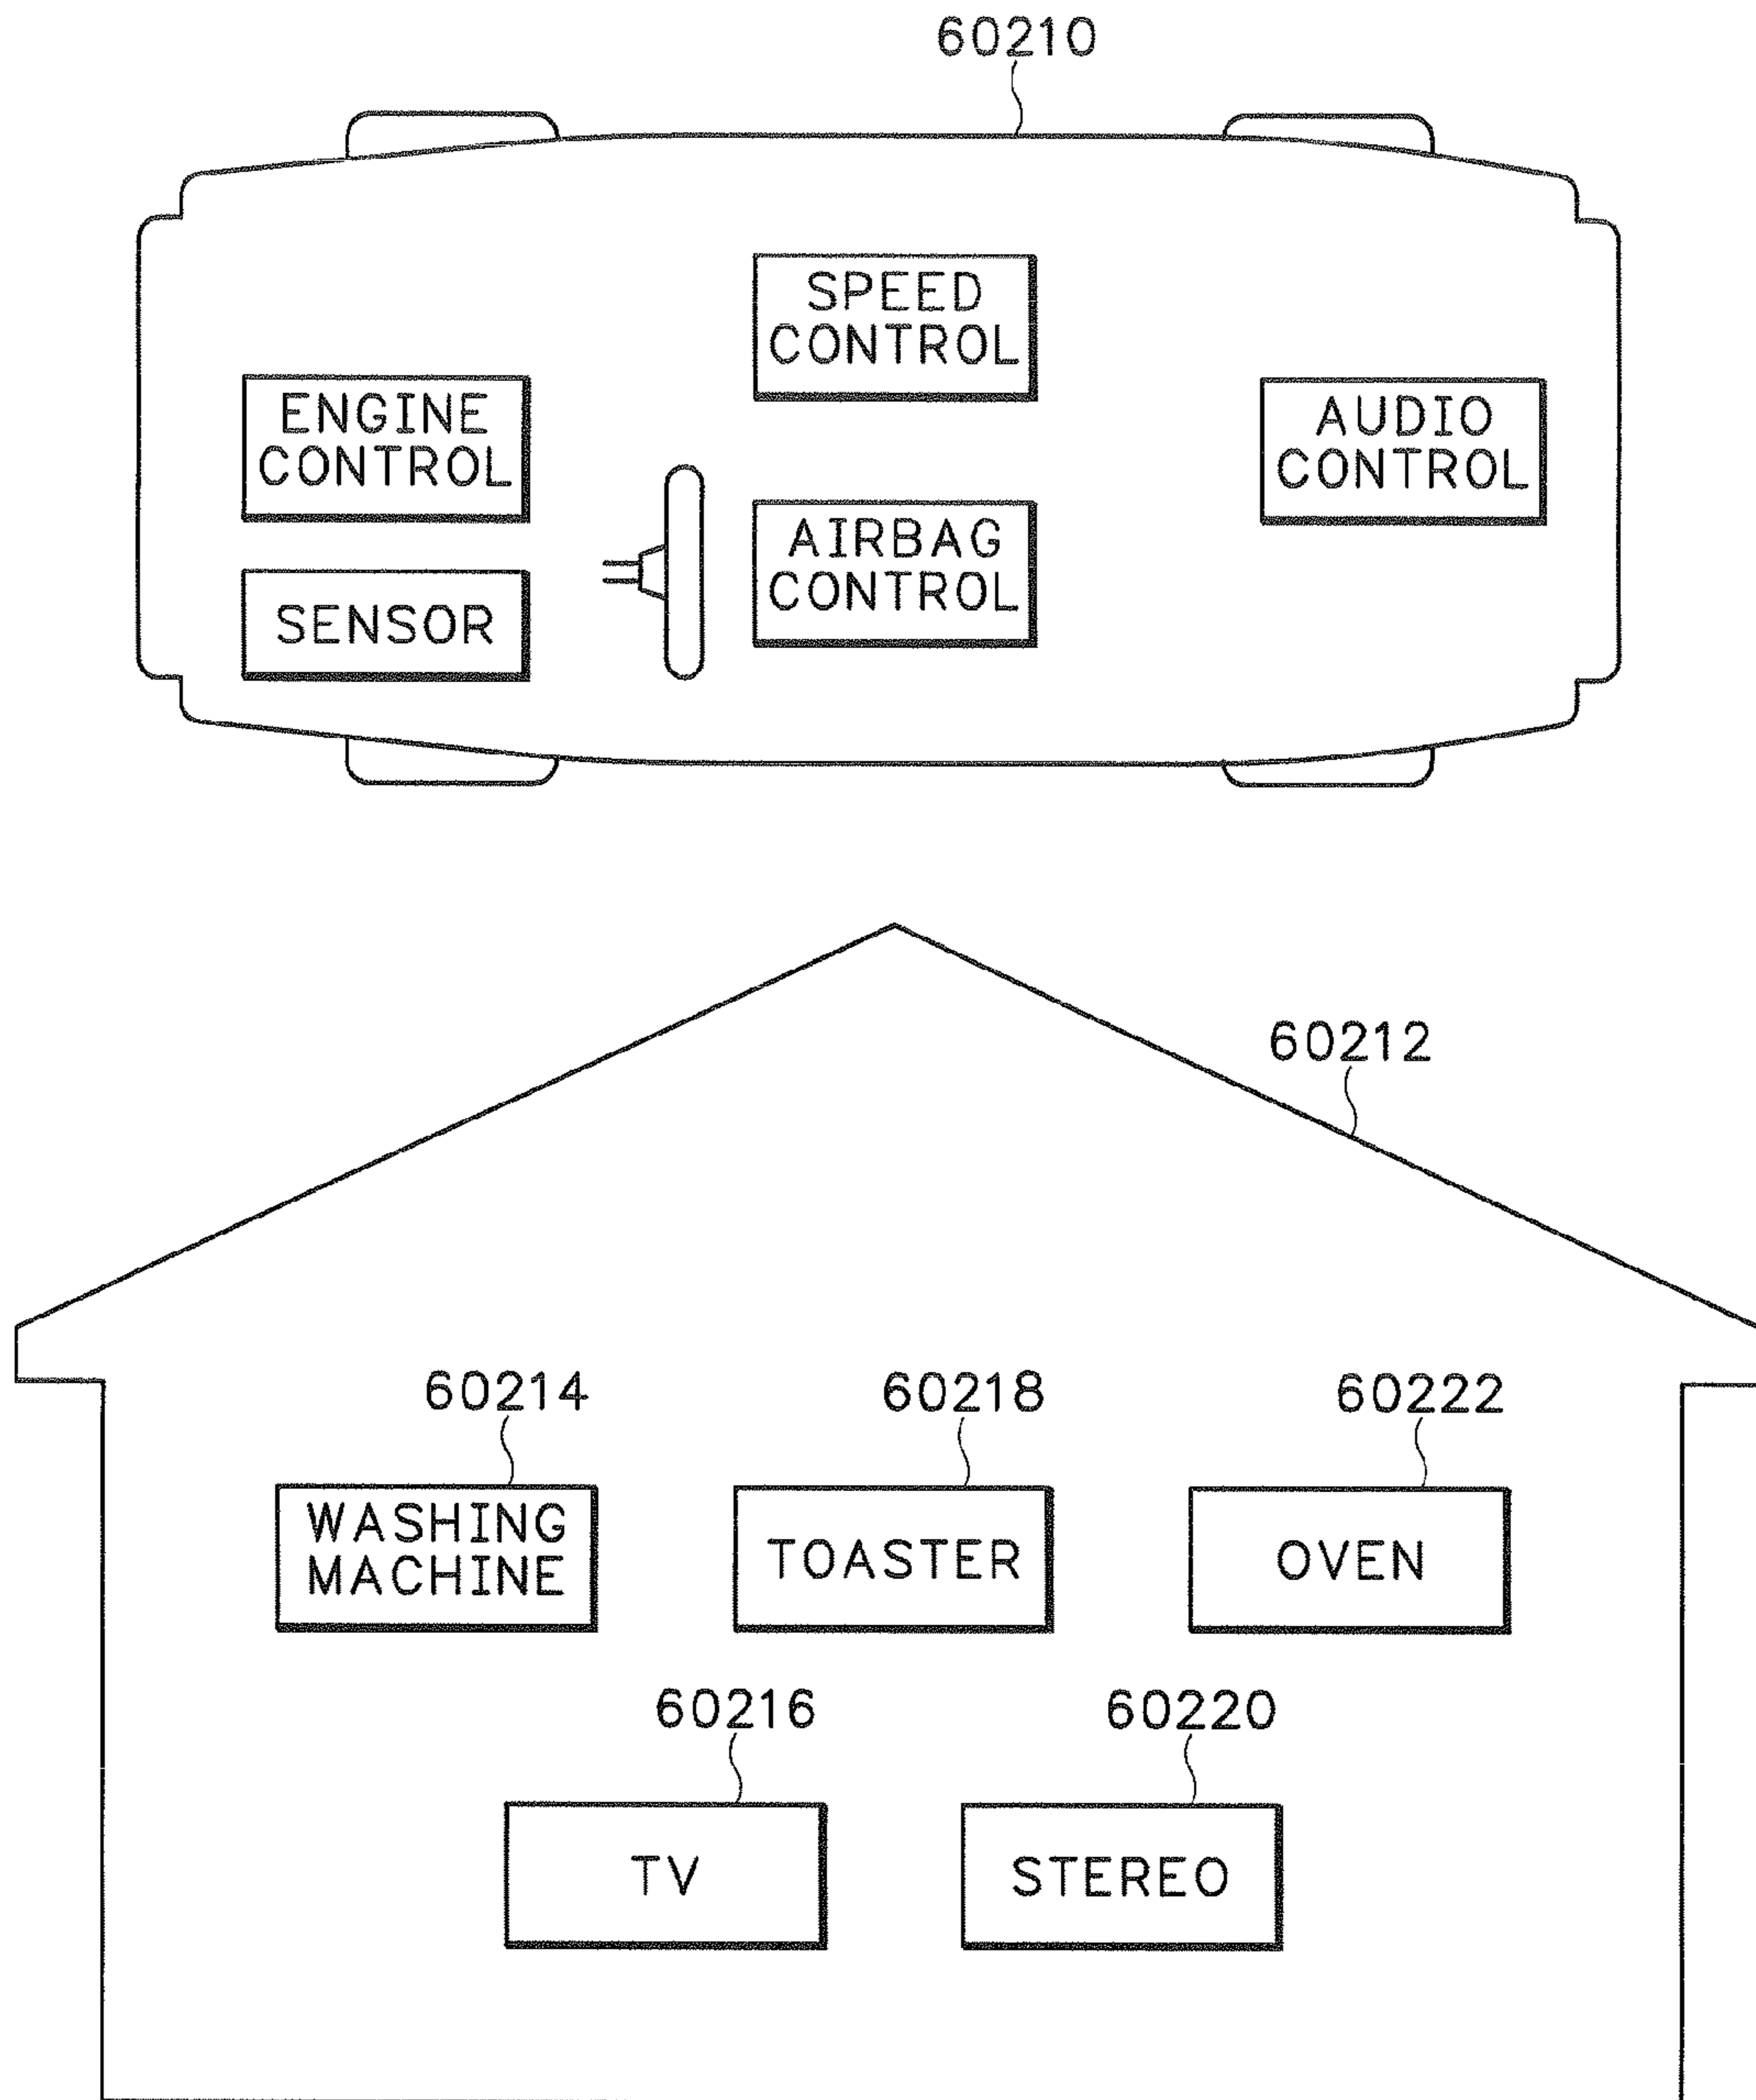 60210
SPEED
CONTROL
ENGINE
CONTROL
AUDIO
CONTROL
AIRBAG
CONTROL
SENSOR
60212
60214
60218
60222
WASHING
MACHINE
TOASTER
OVEN
60216
60220
TV
STEREO